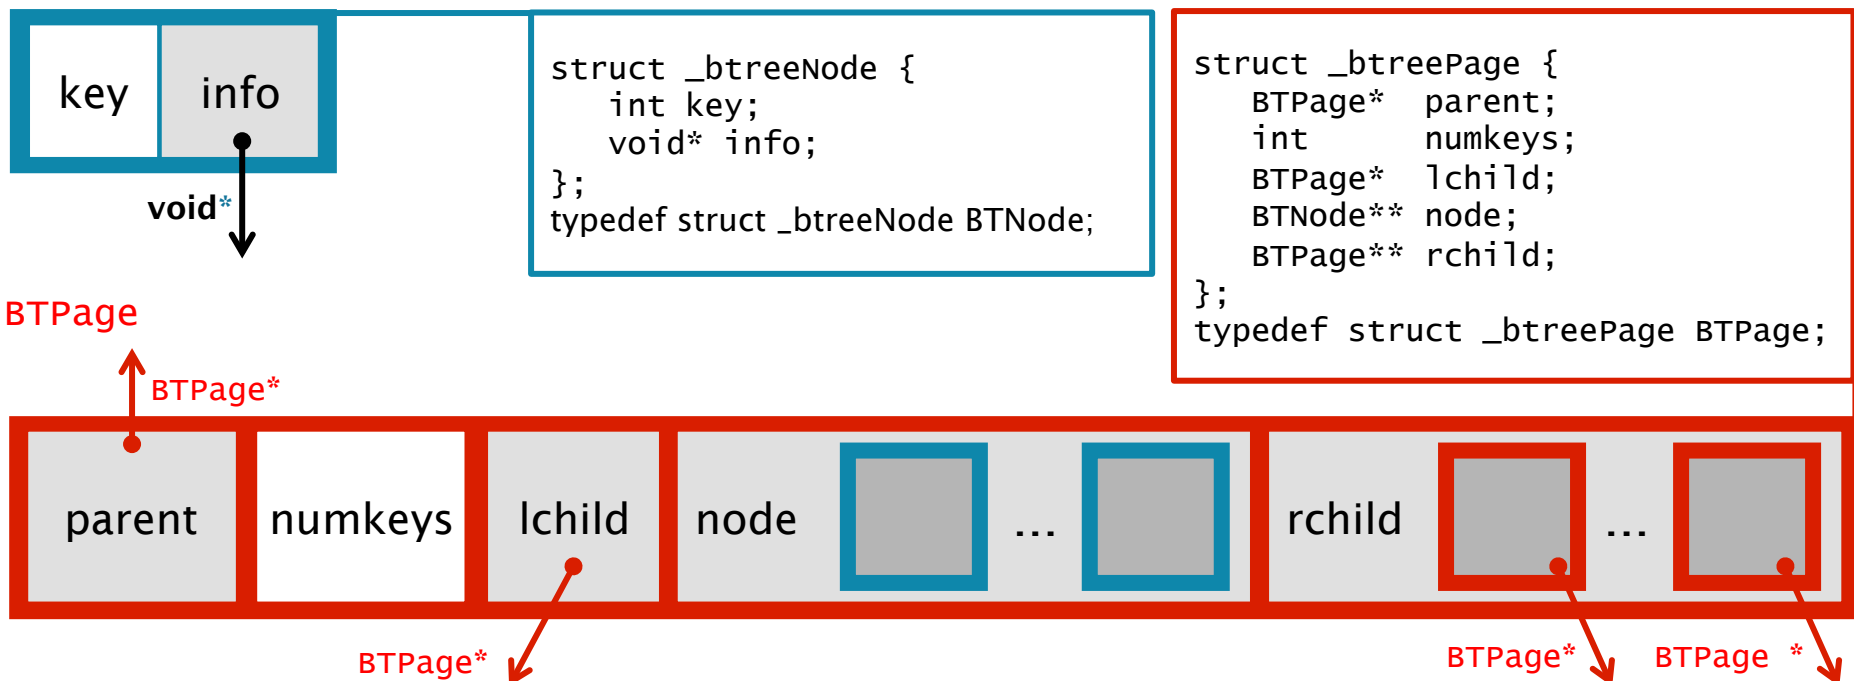 key info
void*
struct _btreeNode {
   int key;
   void* info;
};
typedef struct _btreeNode BTNode;
struct _btreePage {
   BTPage*  parent;
   int      numkeys;
   BTPage*  lchild;
   BTNode** node;
   BTPage** rchild;
};
typedef struct _btreePage BTPage;
BTPage
BTPage*
parent numkeys lchild node ... rchild ...
BTPage* BTPage* BTPage *